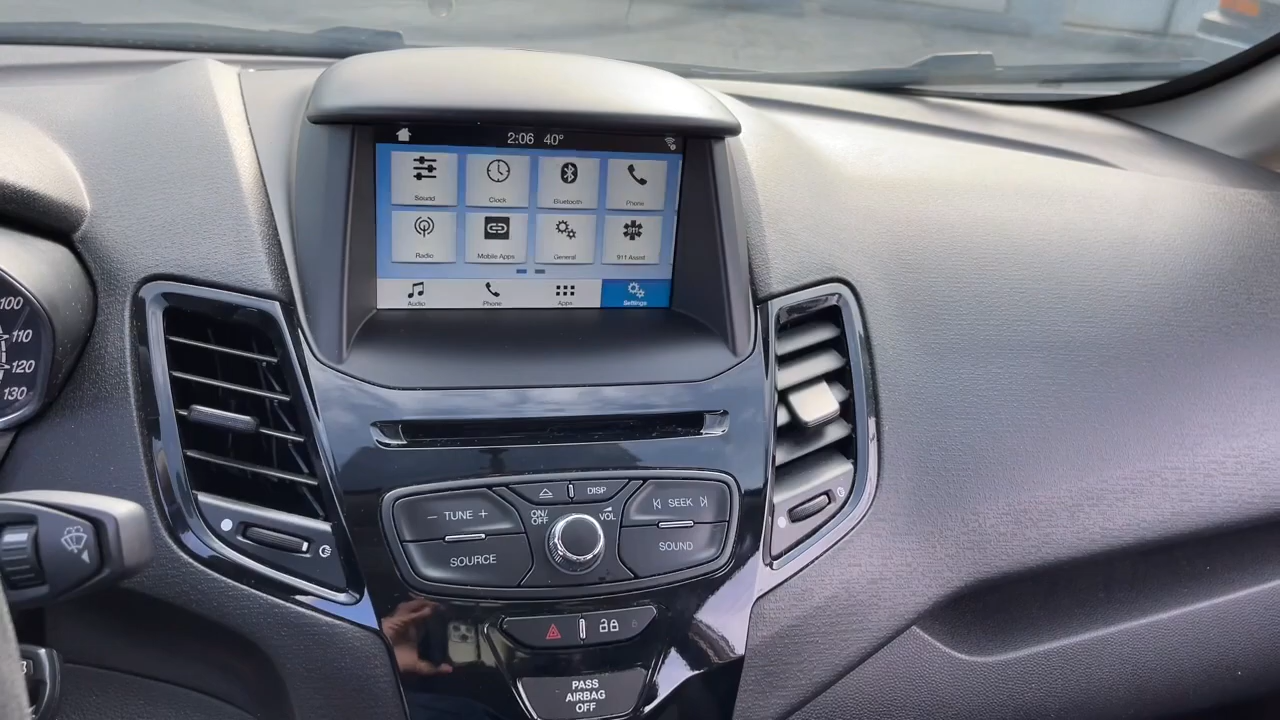 2:06 40°
Sound Clock Bluetooth Phone
911
Radio Mobile Apps General 911 Assist
Audio Phone Apps Settings
100
110
120
130
DISP
TUNE
ON/
OFF
VOL
SEEK
SOURCE
SOUND
PASS
AIRBAG
OFF